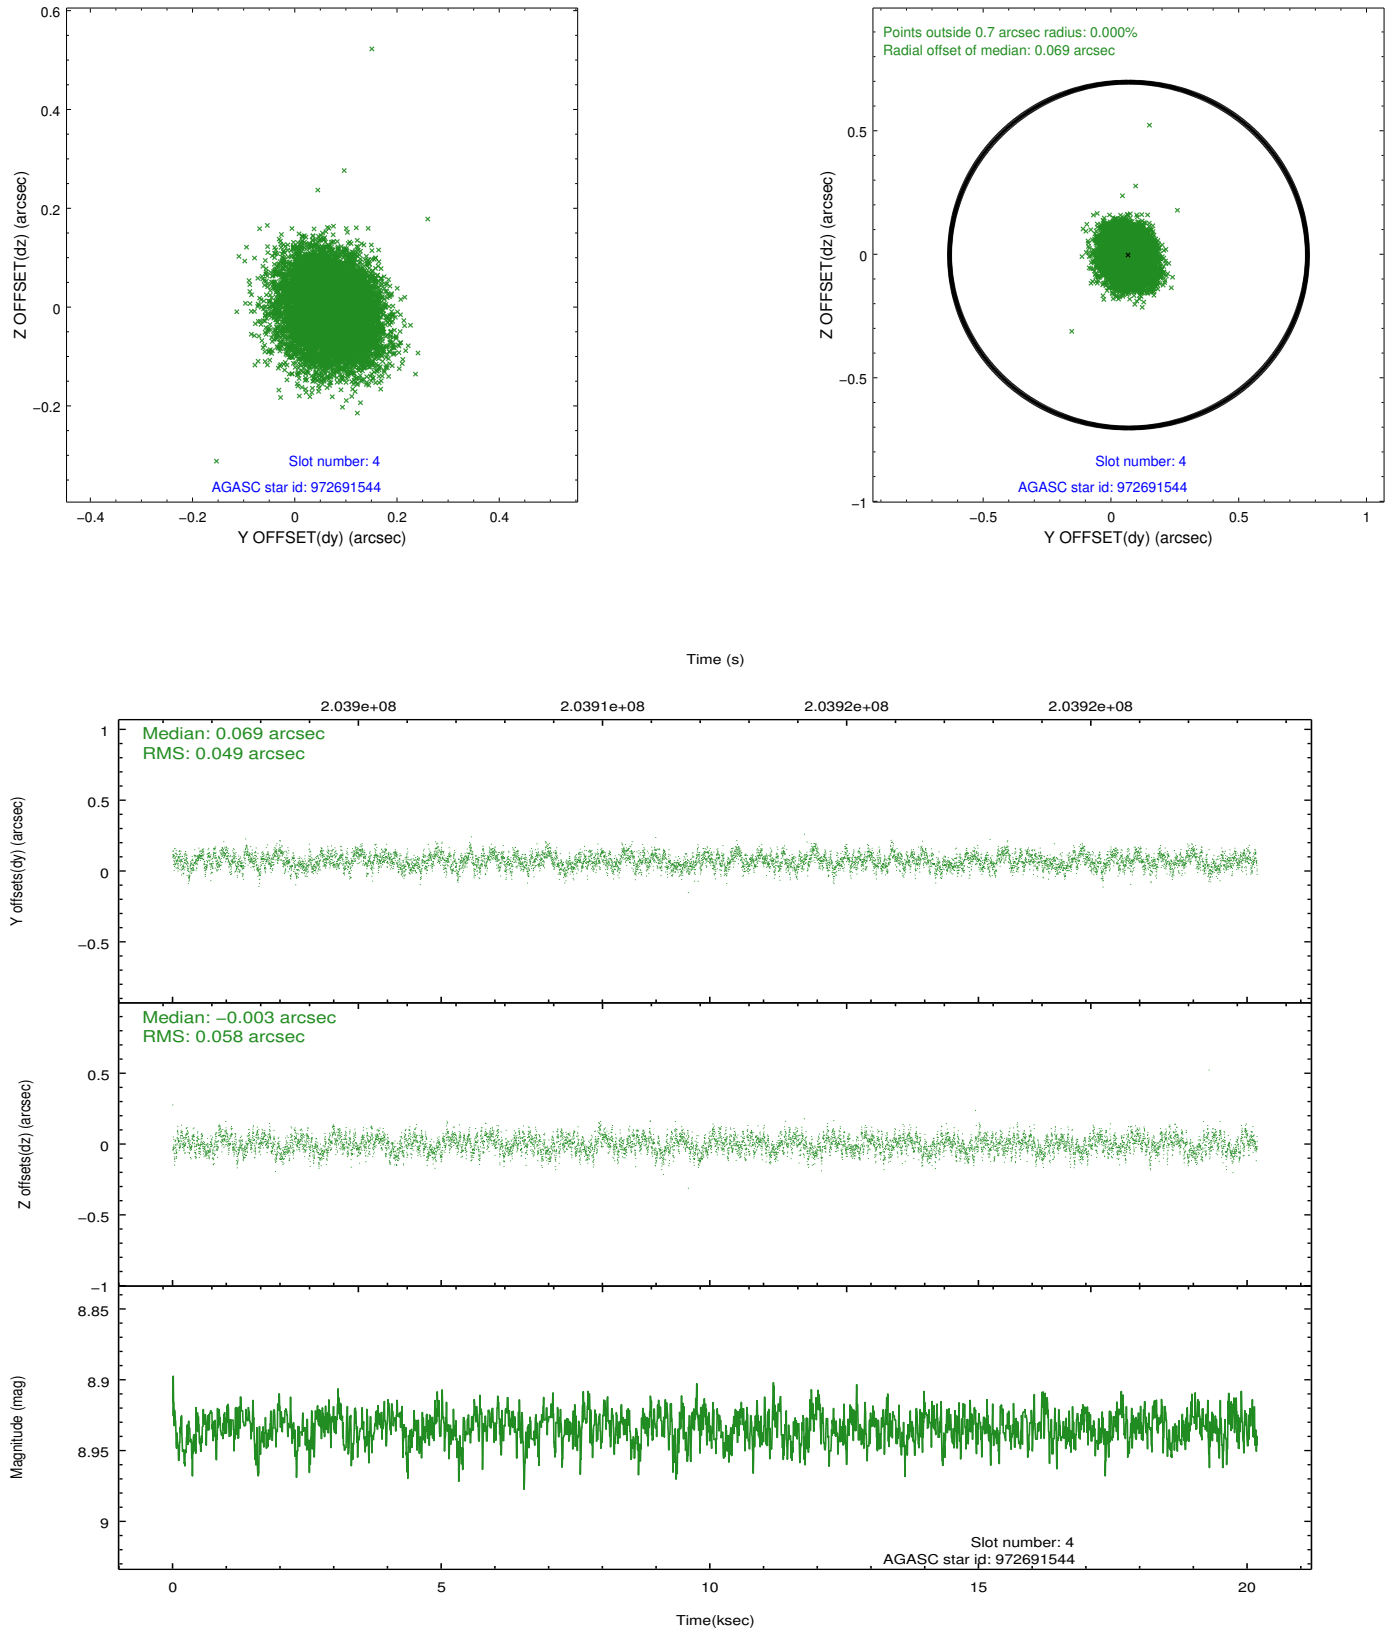 0.6
0.4
0.2
0
−0.2
Z OFFSET(dz) (arcsec)
Slot number: 4
AGASC star id: 972691544
−0.4
−0.2
0
0.2
0.4
Y OFFSET(dy) (arcsec)
Points outside 0.7 arcsec radius: 0.000%
Radial offset of median: 0.069 arcsec
0.5
0
−0.5
−1
Z OFFSET(dz) (arcsec)
Slot number: 4
AGASC star id: 972691544
−0.5
0
0.5
1
Y OFFSET(dy) (arcsec)
Time (s)
2.039e+08
2.0391e+08
2.0392e+08
2.0392e+08
Median: 0.069 arcsec
RMS: 0.049 arcsec
1
0.5
0
−0.5
Y offsets(dy) (arcsec)
Median: −0.003 arcsec
RMS: 0.058 arcsec
0.5
0
−0.5
−1
Z offsets(dz) (arcsec)
8.85
8.9
8.95
9
Magnitude (mag)
Slot number: 4
AGASC star id: 972691544
0
5
10
15
20
Time(ksec)